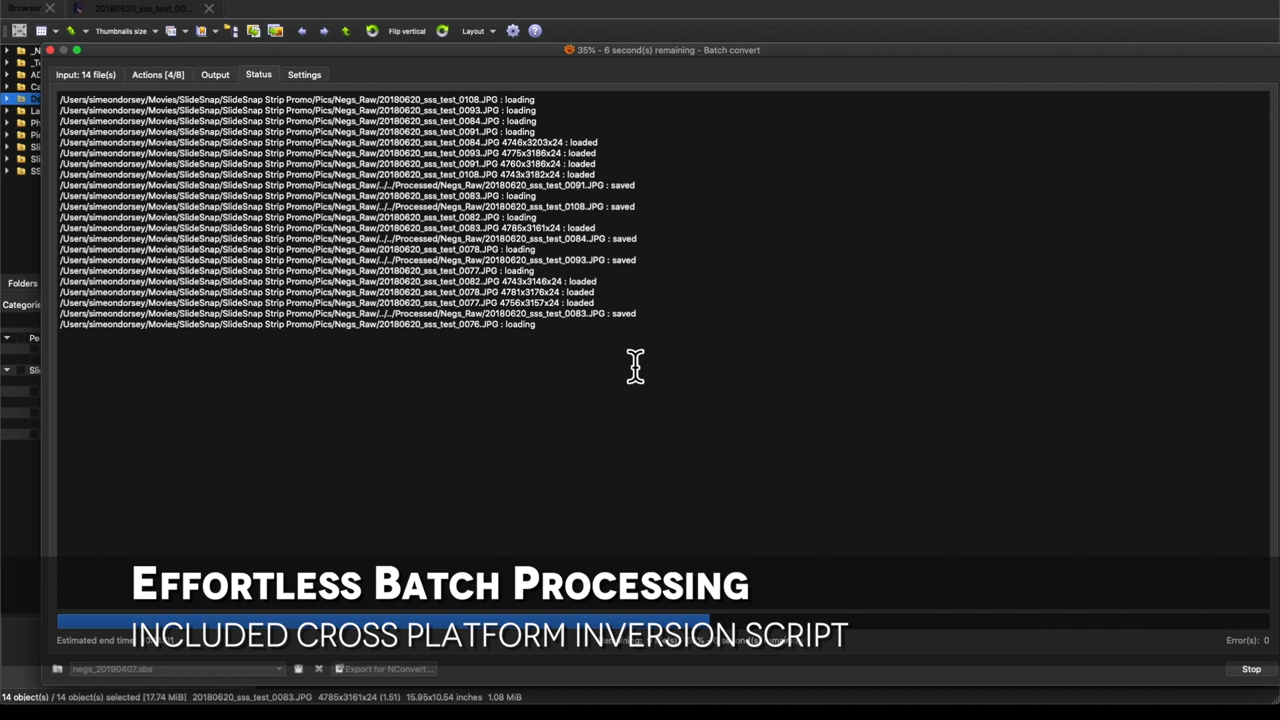 Browser
20180620_sss_test_00...
Thumbnails size
Flip vertical
Layout
35% - 6 second(s) remaining - Batch convert
Input: 14 file(s) Actions [4/8] Output Status Settings
/Users/simeondorsey/Movies/SlideSnap/SlideSnap Strip Promo/Pics/Negs_Raw/20180620_sss_test_0108.JPG : loading
/Users/simeondorsey/Movies/SlideSnap/SlideSnap Strip Promo/Pics/Negs_Raw/20180620_sss_test_0093.JPG : loading
/Users/simeondorsey/Movies/SlideSnap/SlideSnap Strip Promo/Pics/Negs_Raw/20180620_sss_test_0084.JPG : loading
/Users/simeondorsey/Movies/SlideSnap/SlideSnap Strip Promo/Pics/Negs_Raw/20180620_sss_test_0091.JPG : loading
/Users/simeondorsey/Movies/SlideSnap/SlideSnap Strip Promo/Pics/Negs_Raw/20180620_sss_test_0084.JPG 4746x3203x24 : loaded
/Users/simeondorsey/Movies/SlideSnap/SlideSnap Strip Promo/Pics/Negs_Raw/20180620_sss_test_0093.JPG 4775x3186x24 : loaded
/Users/simeondorsey/Movies/SlideSnap/SlideSnap Strip Promo/Pics/Negs_Raw/20180620_sss_test_0091.JPG 4760x3186x24 : loaded
/Users/simeondorsey/Movies/SlideSnap/SlideSnap Strip Promo/Pics/Negs_Raw/20180620_sss_test_0108.JPG 4743x3182x24 : loaded
/Users/simeondorsey/Movies/SlideSnap/SlideSnap Strip Promo/Pics/Negs_Raw/../../Processed/Negs_Raw/20180620_sss_test_0091.JPG : saved
/Users/simeondorsey/Movies/SlideSnap/SlideSnap Strip Promo/Pics/Negs_Raw/20180620_sss_test_0083.JPG : loading
/Users/simeondorsey/Movies/SlideSnap/SlideSnap Strip Promo/Pics/Negs_Raw/../../Processed/Negs_Raw/20180620_sss_test_0108.JPG : saved
/Users/simeondorsey/Movies/SlideSnap/SlideSnap Strip Promo/Pics/Negs_Raw/20180620_sss_test_0082.JPG : loading
/Users/simeondorsey/Movies/SlideSnap/SlideSnap Strip Promo/Pics/Negs_Raw/20180620_sss_test_0083.JPG 4785x3161x24 : loaded
/Users/simeondorsey/Movies/SlideSnap/SlideSnap Strip Promo/Pics/Negs_Raw/../../Processed/Negs_Raw/20180620_sss_test_0084.JPG : saved
/Users/simeondorsey/Movies/SlideSnap/SlideSnap Strip Promo/Pics/Negs_Raw/20180620_sss_test_0078.JPG : loading
/Users/simeondorsey/Movies/SlideSnap/SlideSnap Strip Promo/Pics/Negs_Raw/../../Processed/Negs_Raw/20180620_sss_test_0093.JPG : saved
/Users/simeondorsey/Movies/SlideSnap/SlideSnap Strip Promo/Pics/Negs_Raw/20180620_sss_test_0077.JPG : loading
/Users/simeondorsey/Movies/SlideSnap/SlideSnap Strip Promo/Pics/Negs_Raw/20180620_sss_test_0082.JPG 4743x3146x24 : loaded
/Users/simeondorsey/Movies/SlideSnap/SlideSnap Strip Promo/Pics/Negs_Raw/20180620_sss_test_0078.JPG 4781x3176x24 : loaded
/Users/simeondorsey/Movies/SlideSnap/SlideSnap Strip Promo/Pics/Negs_Raw/20180620_sss_test_0077.JPG 4756x3157x24 : loaded
/Users/simeondorsey/Movies/SlideSnap/SlideSnap Strip Promo/Pics/Negs_Raw/../../Processed/Negs_Raw/20180620_sss_test_0083.JPG : saved
/Users/simeondorsey/Movies/SlideSnap/SlideSnap Strip Promo/Pics/Negs_Raw/20180620_sss_test_0076.JPG : loading
Folders
Categorie
EFFORTLESS BATCH PROCESSING
INCLUDED CROSS PLATFORM INVERSION SCRIPT
Estimated end time:
Error(s): 0
negs_20190407.xbs
Export for NConvert...
Stop
14 object(s) / 14 object(s) selected [17.74 MiB] 20180620_sss_test_0083.JPG 4785x3161x24 (1.51) 15.95x10.54 inches 1.08 MiB